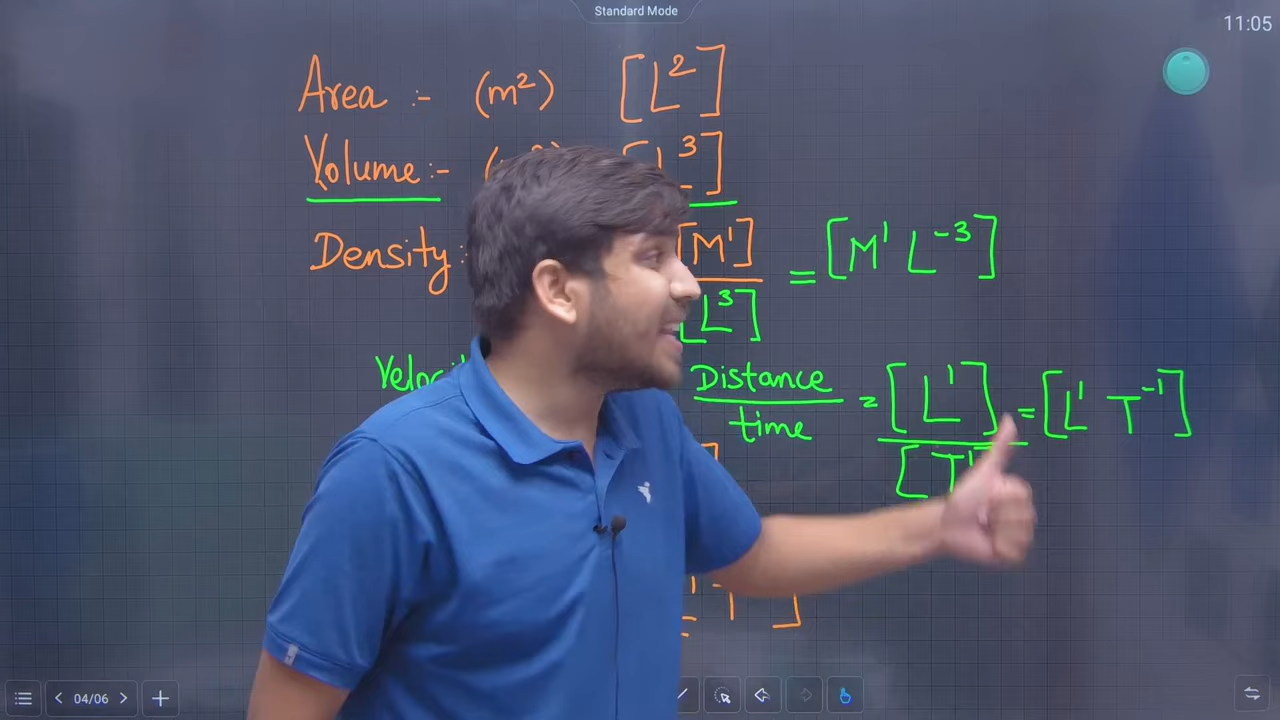 Standard Mode
11:05
Area :- (m²) [L²]
Volume :- [L³]
Density : [M¹] / [L³] = [M¹ L⁻³]
Distance / time = [L¹] / [T¹] = [L¹ T⁻¹]
04/06